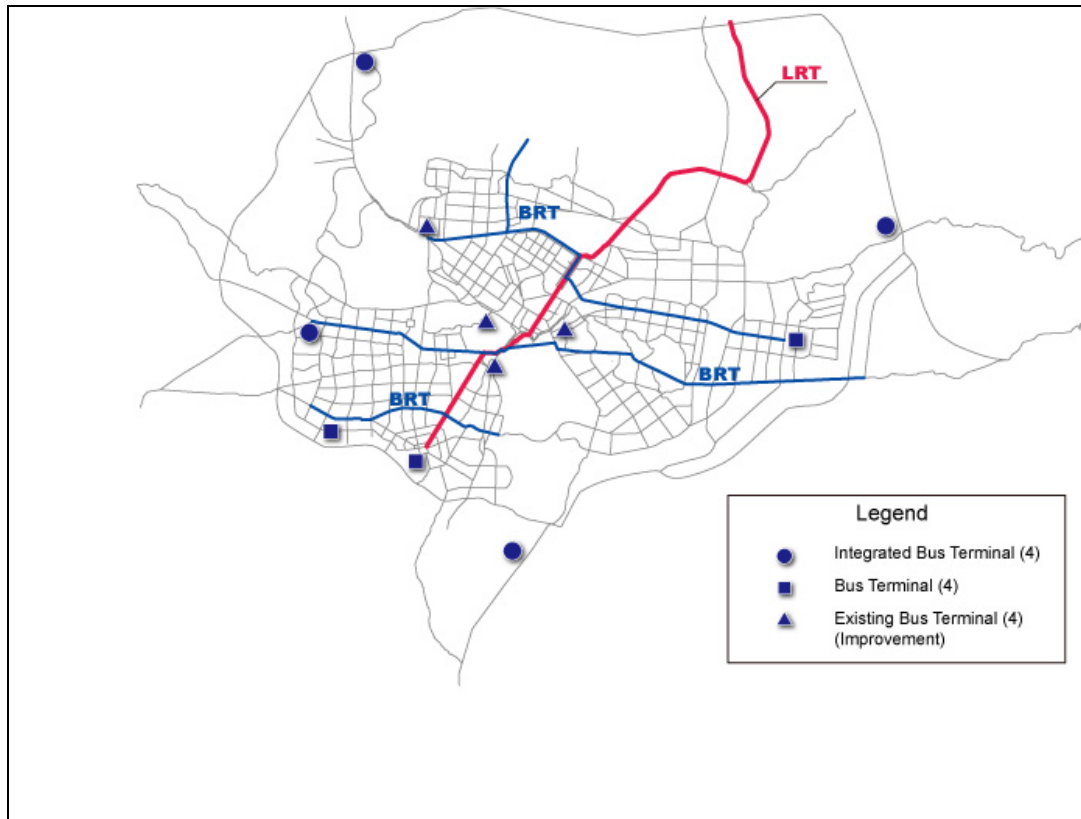 LRT
BRT
BRT
BRT
Legend
Integrated Bus Terminal (4)
Bus Terminal (4)
Existing Bus Terminal (4)
(Improvement)